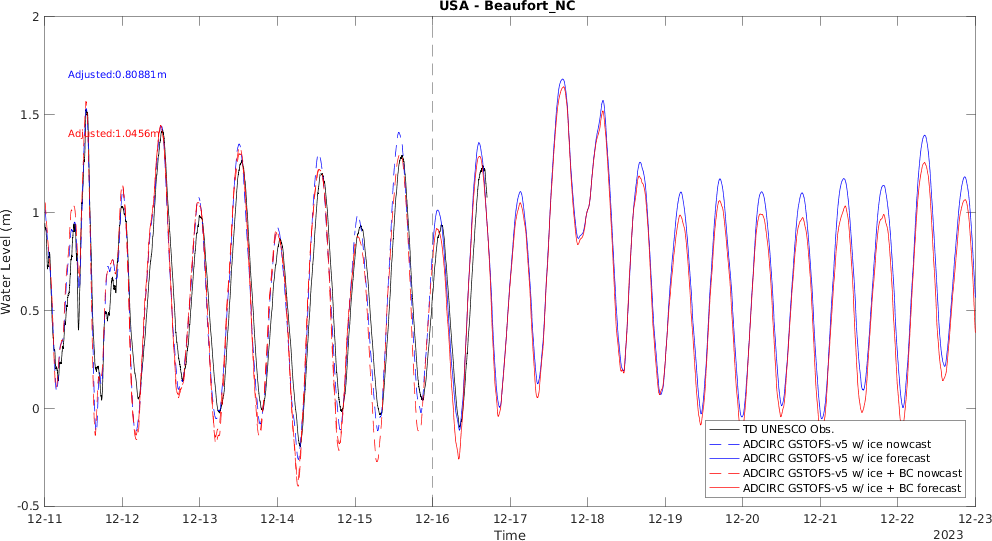 USA - Beaufort_NC
2
1.5
1
0.5
0
-0.5
Water Level (m)
Adjusted:0.80881m
Adjusted:1.0456m
TD UNESCO Obs.
ADCIRC GSTOFS-v5 w/ ice nowcast
ADCIRC GSTOFS-v5 w/ ice forecast
ADCIRC GSTOFS-v5 w/ ice + BC nowcast
ADCIRC GSTOFS-v5 w/ ice + BC forecast
12-11 12-12 12-13 12-14 12-15 12-16 12-17 12-18 12-19 12-20 12-21 12-22 12-23
Time
2023